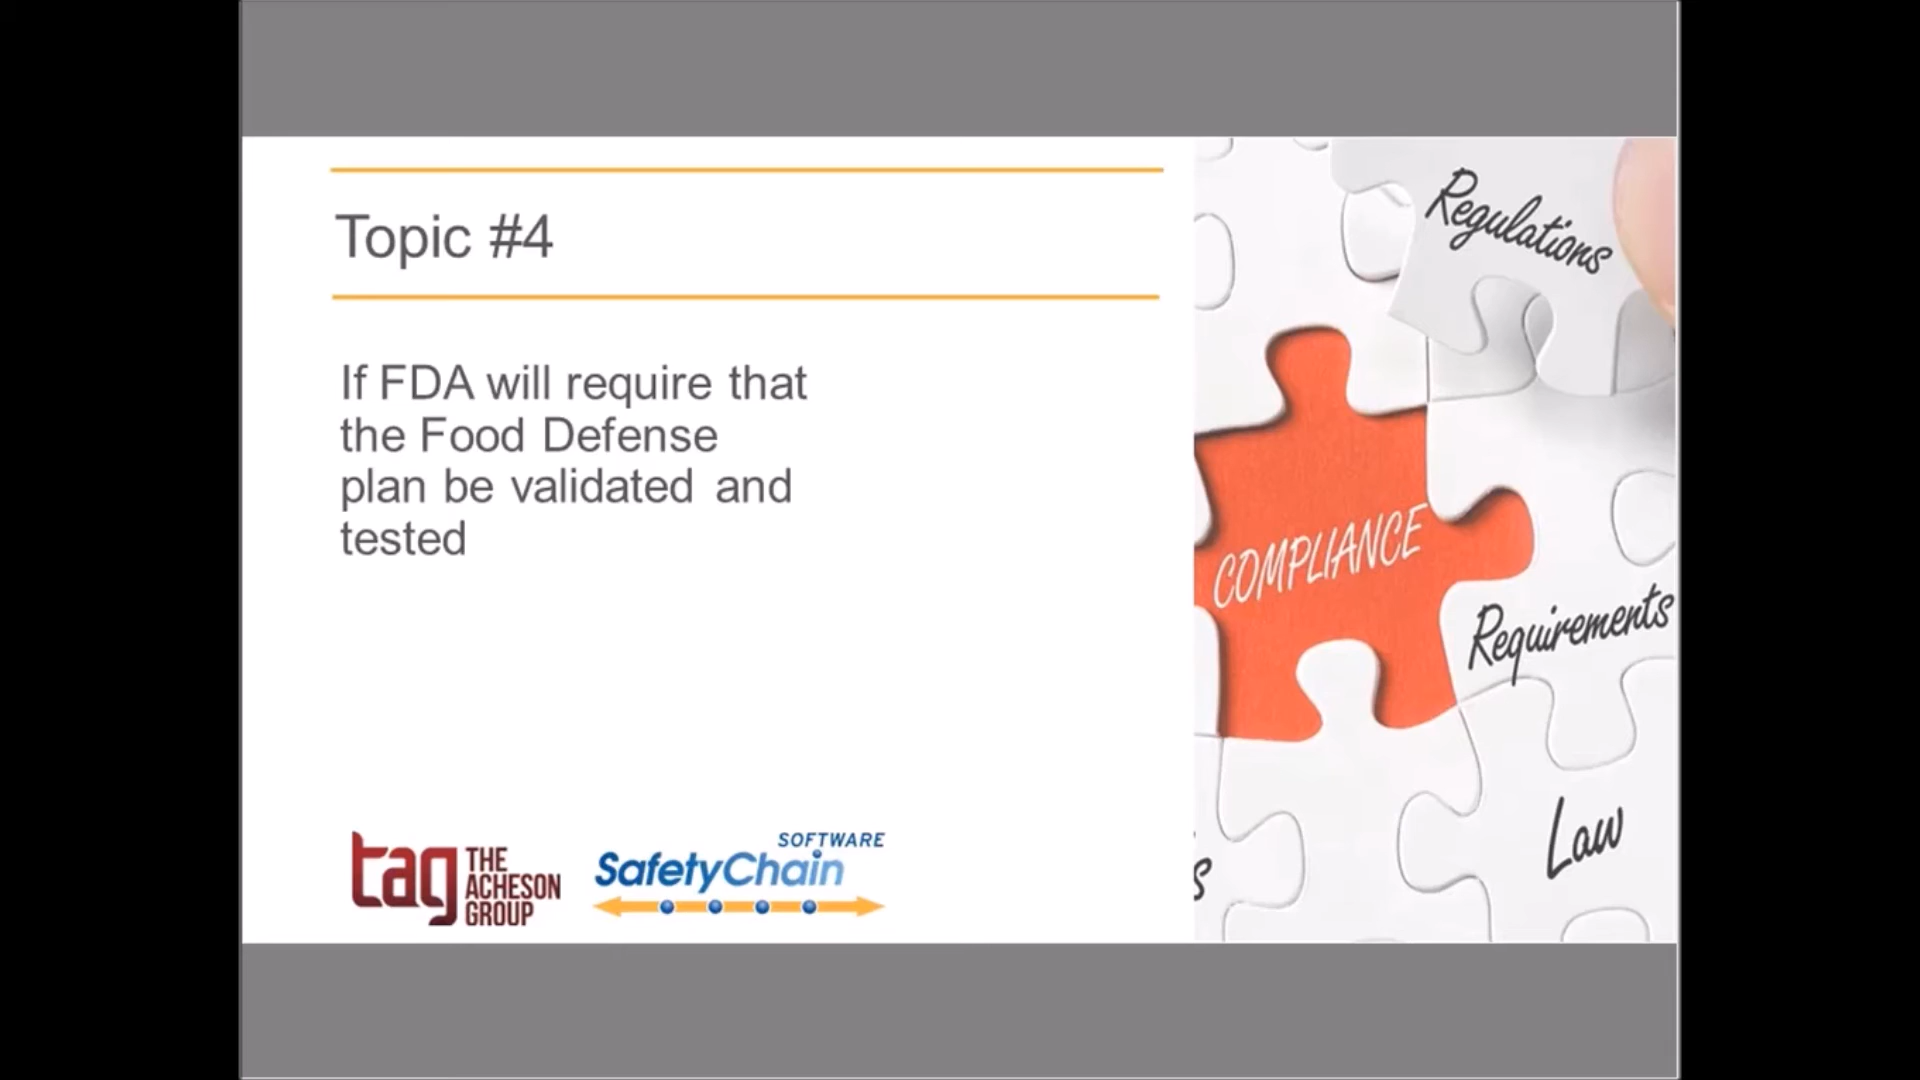 Topic #4
If FDA will require that
the Food Defense
plan be validated and
tested
tag THE
ACHESON
GROUP
SOFTWARE
SafetyChain
Regulations
COMPLIANCE
Requirements
Law
s